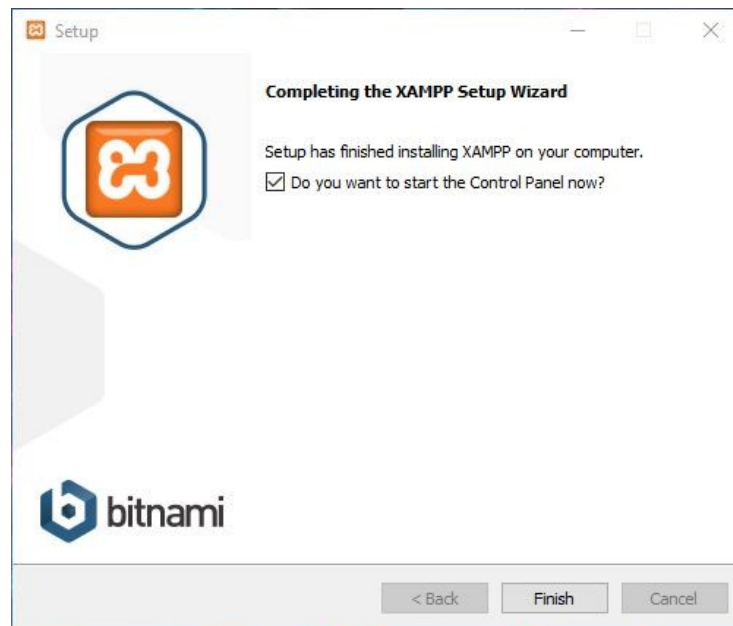 Setup
Completing the XAMPP Setup Wizard
Setup has finished installing XAMPP on your computer.
Do you want to start the Control Panel now?
bitnami
< Back
Finish
Cancel